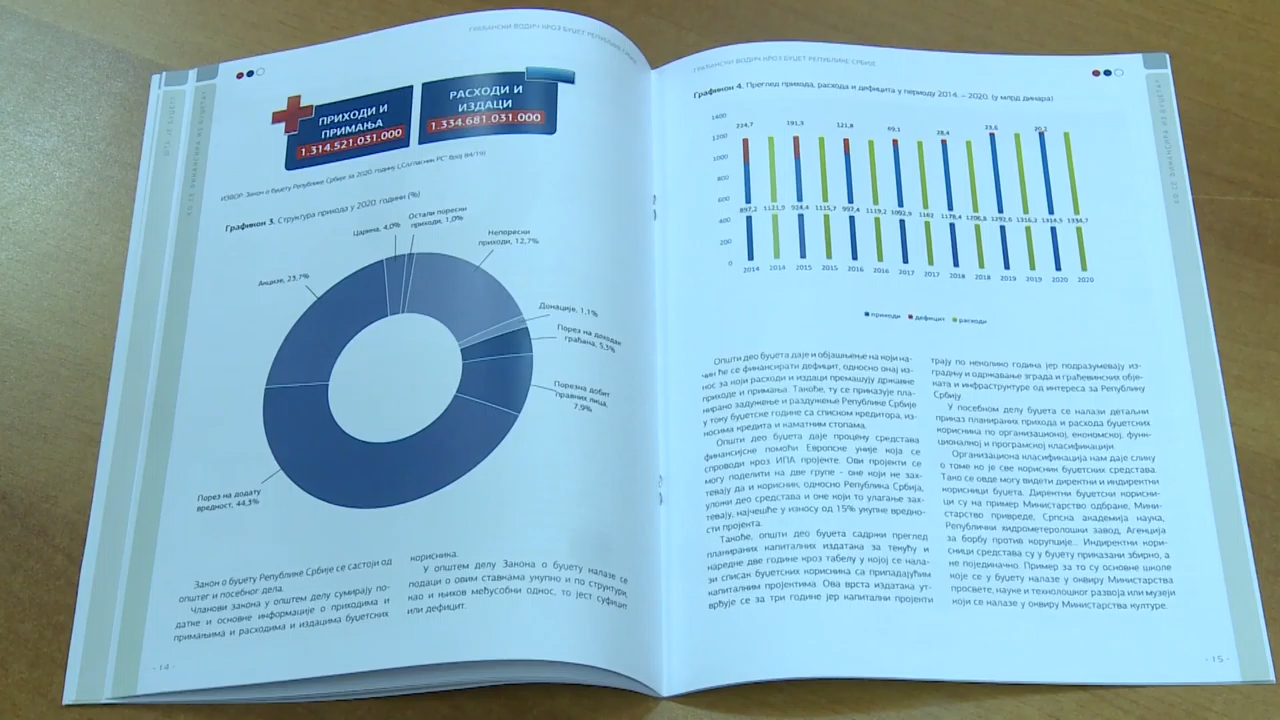 ГРАЂАНСКИ ВОДИЧ КРОЗ БУЏЕТ РЕПУБЛИКЕ СРБИЈЕ
ПРИХОДИ И
ПРИМАЊА
1.314.521.031.000
РАСХОДИ И
ИЗДАЦИ
1.334.681.031.000
ИЗВОР: Закон о буџету Републике Србије за 2020. годину („Сл.гласник РС“ број 84/19)
Графикон 3. Структура прихода у 2020. години (%)
Царина, 4,0%
Остали порески
приходи, 1,0%
Непорески
приходи, 12,7%
Акцизе, 23,7%
Донације, 1,1%
Порез на доходак
грађана, 5,3%
Порез на добит
правних лица,
7,9%
Порез на додату
вредност, 44,3%
Закон о буџету Републике Србије се састоји од
општег и посебног дела.
Чланови закона у општем делу сумирају по-
датке и основне информације о приходима и
примањима и расходима и издацима буџетских
корисника.
У општем делу Закона о буџету налазе се
подаци о овим ставкама укупно и по структури,
као и њихов међусобни однос, то јест суфицит
или дефицит.
- 14 -
ГРАЂАНСКИ ВОДИЧ КРОЗ БУЏЕТ РЕПУБЛИКЕ СРБИЈЕ
Графикон 4. Преглед прихода, расхода и дефицита у периоду 2014. – 2020. (у млрд динара)
1400
1200
1000
800
600
400
200
0
224,7 191,3 121,8 69,1 28,4 23,6 20,2
897,2 1121,9 924,4 1115,7 997,4 1119,2 1092,9 1162 1178,4 1206,8 1292,6 1316,2 1314,5 1334,7
2014 2014 2015 2015 2016 2016 2017 2017 2018 2018 2019 2019 2020 2020
приходи дефицит расходи
Општи део буџета даје и објашњење на који на-
чин ће се финансирати дефицит, односно онај из-
нос за који расходи и издаци премашују државне
приходе и примања. Такође, ту се приказује пла-
нирано задужење и раздужење Републике Србије
у току буџетске године са списком кредитора, из-
носима кредита и каматним стопама.
Општи део буџета даје процену средстава
финансијске помоћи Европске уније која се
спроводи кроз ИПА пројекте. Ови пројекти се
могу поделити на две групе - оне који не зах-
тевају да и корисник, односно Република Србија,
уложи део средстава и оне који то улагање зах-
тевају, најчешће у износу од 15% укупне вредно-
сти пројекта.
Такође, општи део буџета садржи преглед
планираних капиталних издатака за текућу и
наредне две године кроз табелу у којој се нала-
зи списак буџетских корисника са припадајућим
капиталним пројектима. Ова врста издатака ут-
врђује се за три године јер капитални пројекти
трају по неколико година јер подразумевају из-
градњу и одржавање зграда и грађевинских обје-
ката и инфраструктуре од интереса за Републику
Србију.
У посебном делу буџета се налази детаљни
приказ планираних прихода и расхода буџетских
корисника по организационој, економској, функ-
ционалној и програмској класификацији.
Организациона класификација нам даје слику
о томе ко је све корисник буџетских средстава.
Тако се овде могу видети директни и индиректни
корисници буџета. Директни буџетски корисни-
ци су на пример Министарство одбране, Мини-
старство привреде, Српска академија наука,
Републички хидрометеролошки завод, Агенција
за борбу против корупције... Индиректни кори-
сници средстава су у буџету приказани збирно, а
не појединачно. Пример за то су основне школе
које се у буџету налазе у оквиру Министарства
просвете, науке и технолошког развоја или музеји
који се налазе у оквиру Министарства културе.
- 15 -